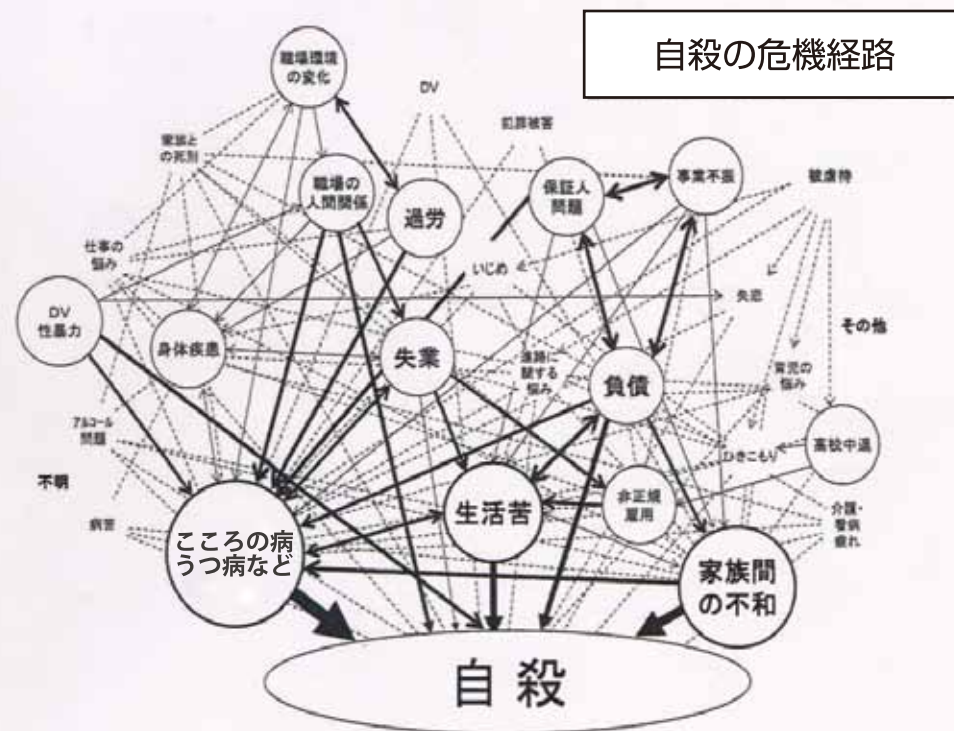 自殺の危機経路
職場環境
の変化
DV
犯罪被害
家族と
の死別
職場の
人間関係
過労
保証人
問題
事業不振
被虐待
仕事の
悩み
いじめ
失恋
DV
性暴力
身体疾患
失業
進路に
関する
悩み
負債
その他
育児の
悩み
アルコール
問題
ひきこもり
高校中退
不明
病苦
こころの病
うつ病など
生活苦
非正規
雇用
介護・
看病
疲れ
家族間
の不和
自殺